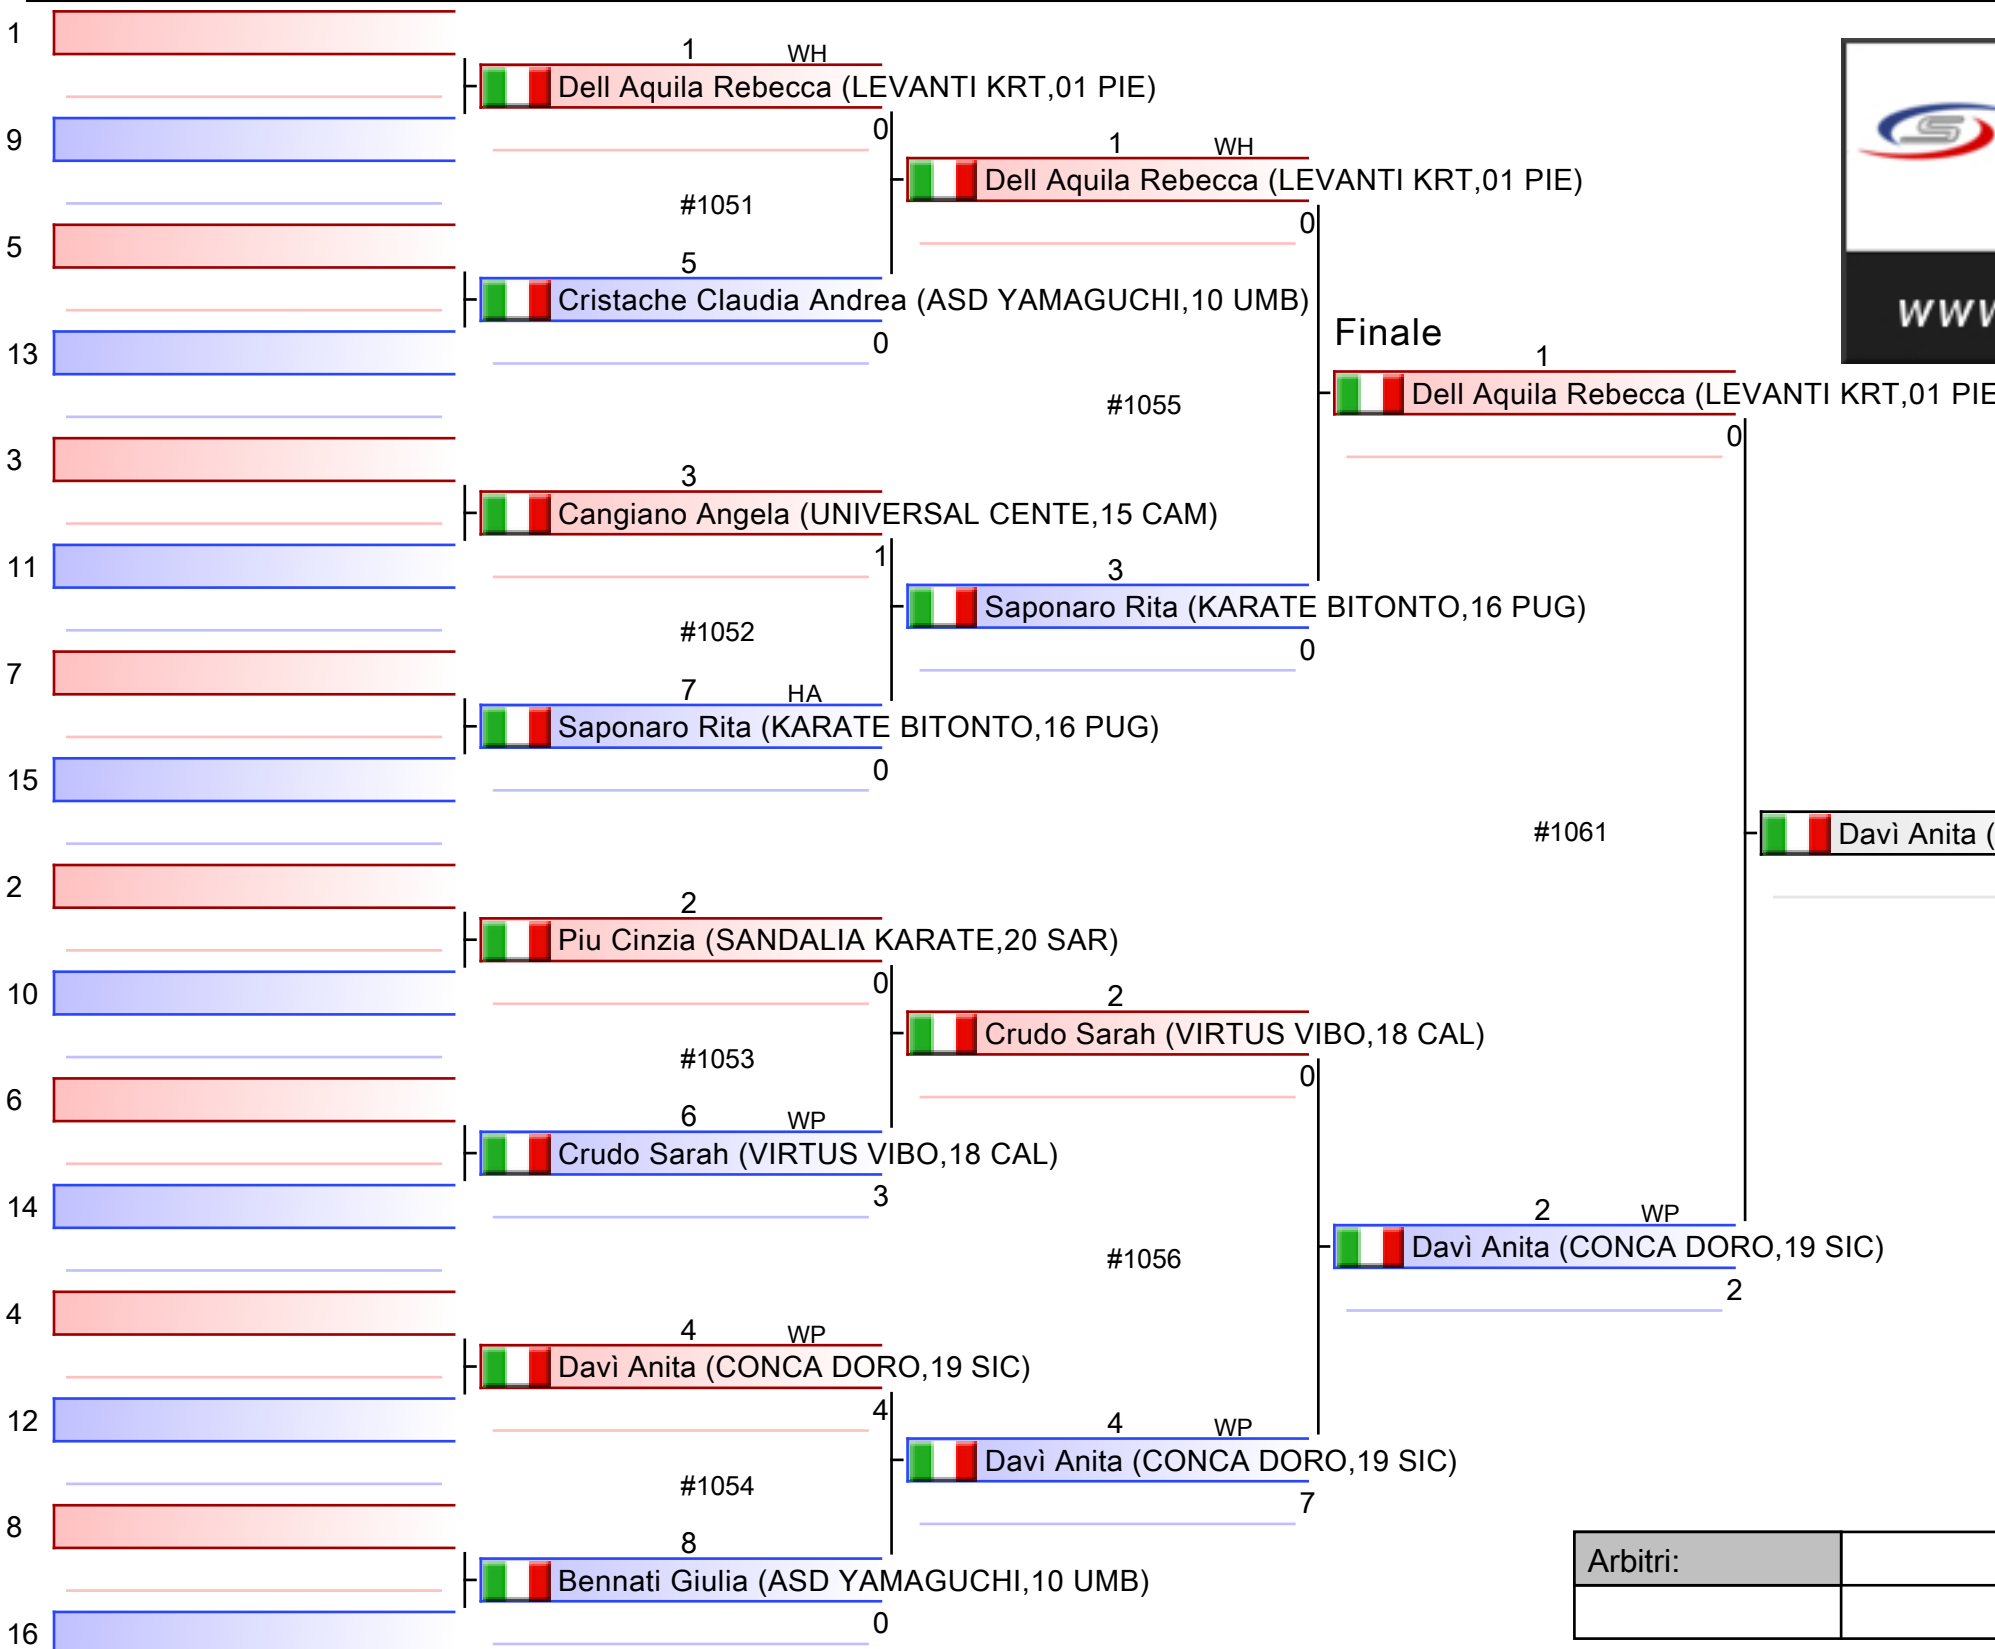 1
1 WH
Dell Aquila Rebecca (LEVANTI KRT,01 PIE)
0
9
1 WH
Dell Aquila Rebecca (LEVANTI KRT,01 PIE)
0
#1051
5
5
Cristache Claudia Andrea (ASD YAMAGUCHI,10 UMB)
0
13
Finale
1
Dell Aquila Rebecca (LEVANTI KRT,01 PIE
0
#1055
3
3
Cangiano Angela (UNIVERSAL CENTE,15 CAM)
1
11
3
Saponaro Rita (KARATE BITONTO,16 PUG)
0
#1052
7
7 HA
Saponaro Rita (KARATE BITONTO,16 PUG)
0
15
#1061
Davì Anita (
2
2
Piu Cinzia (SANDALIA KARATE,20 SAR)
0
10
2
Crudo Sarah (VIRTUS VIBO,18 CAL)
0
#1053
6
6 WP
Crudo Sarah (VIRTUS VIBO,18 CAL)
3
14
2 WP
Davì Anita (CONCA DORO,19 SIC)
2
#1056
4
4 WP
Davì Anita (CONCA DORO,19 SIC)
4
12
4 WP
Davì Anita (CONCA DORO,19 SIC)
7
#1054
8
8
Bennati Giulia (ASD YAMAGUCHI,10 UMB)
0
16
Arbitri: